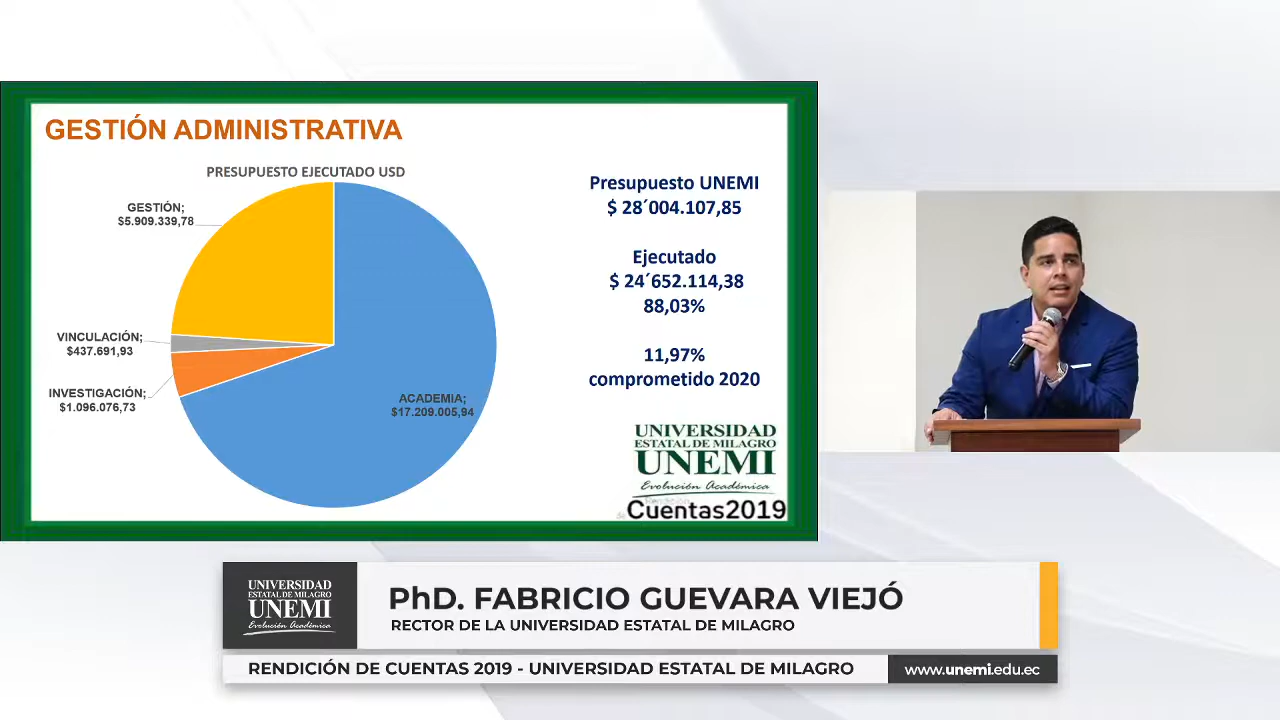 GESTIÓN ADMINISTRATIVA
PRESUPUESTO EJECUTADO USD
GESTIÓN;
$5.909.339,78
VINCULACIÓN;
$437.691,93
INVESTIGACIÓN;
$1.096.076,73
ACADEMIA;
$17.209.005,94
Presupuesto UNEMI
$ 28´004.107,85
Ejecutado
$ 24´652.114,38
88,03%
11,97%
comprometido 2020
UNIVERSIDAD
ESTATAL DE MILAGRO
UNEMI
Evolución Académica
Rendición
de
Cuentas2019
UNIVERSIDAD
ESTATAL DE MILAGRO
UNEMI
Evolución Académica
PhD. FABRICIO GUEVARA VIEJÓ
RECTOR DE LA UNIVERSIDAD ESTATAL DE MILAGRO
RENDICIÓN DE CUENTAS 2019 - UNIVERSIDAD ESTATAL DE MILAGRO
www.unemi.edu.ec